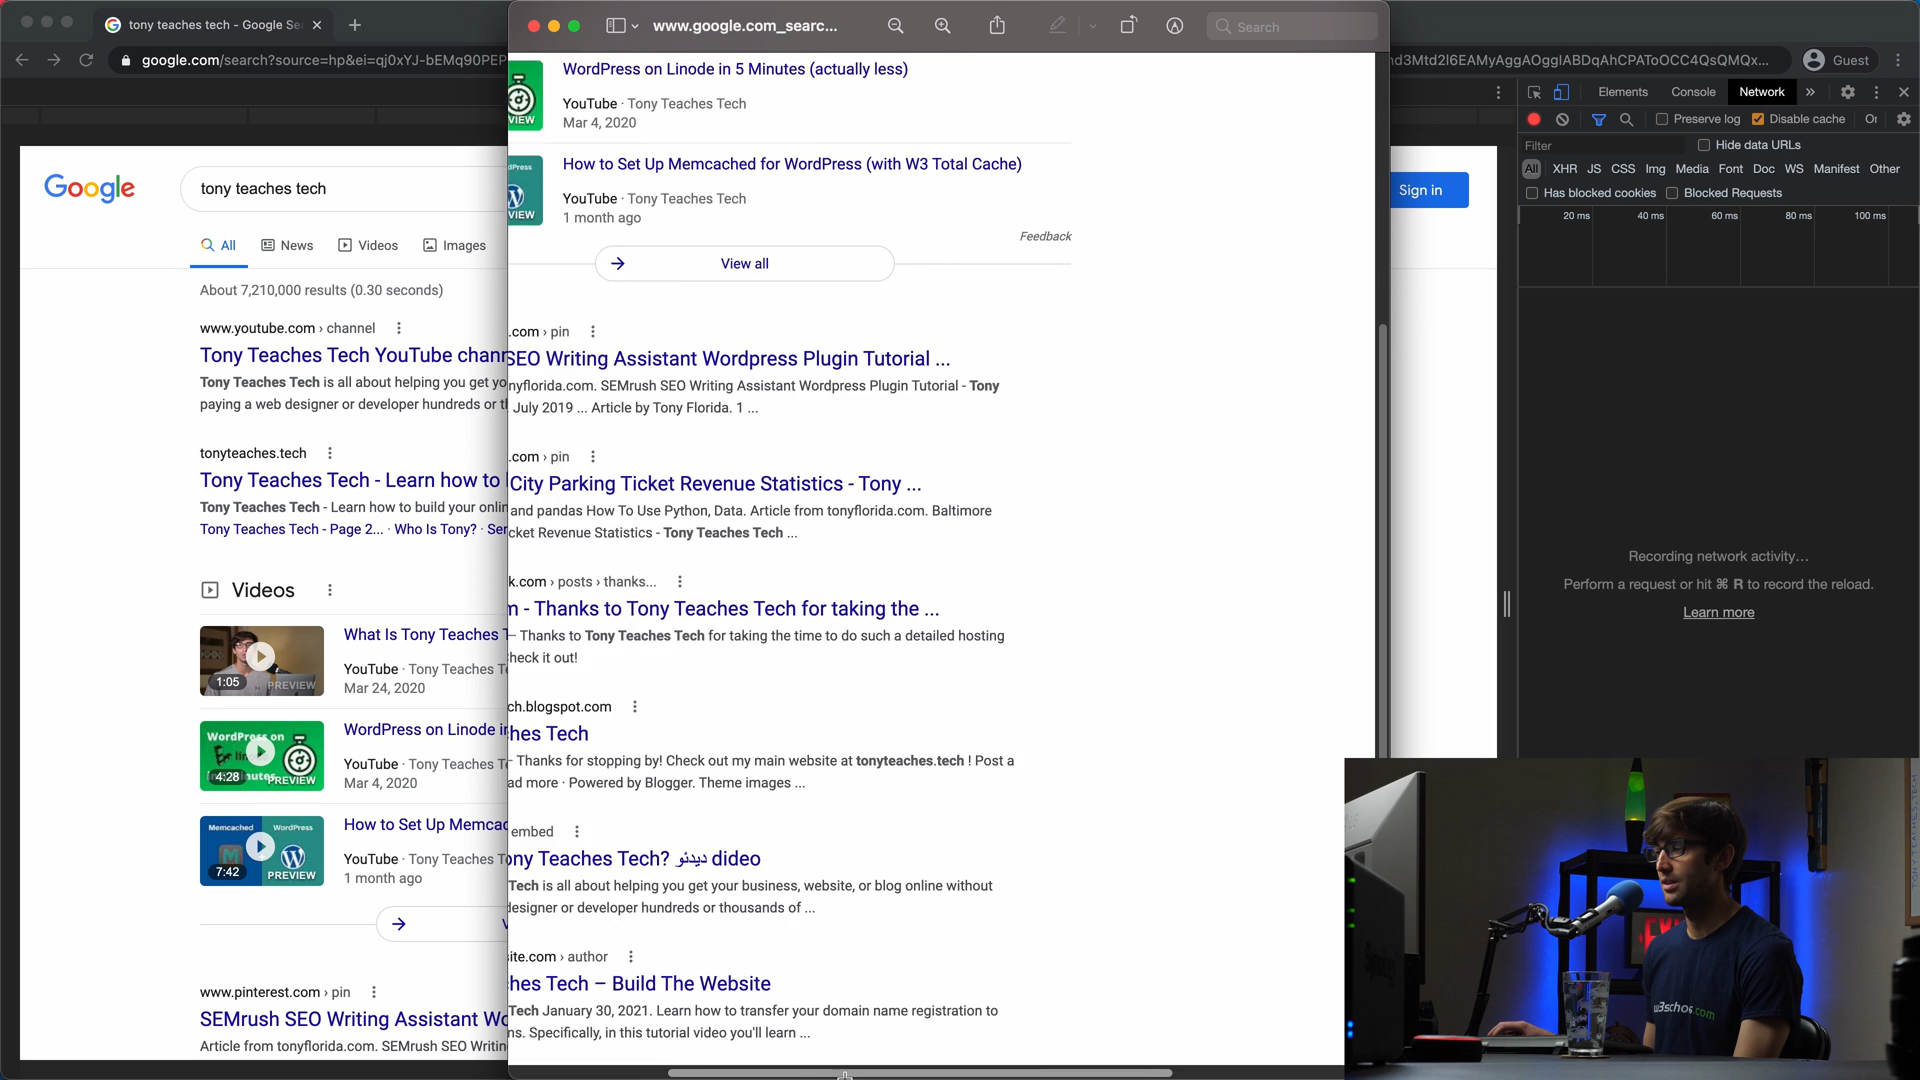 tony teaches tech - Google Se
google.com/search?source=hp&ei=qj0xYJ-bEMq90PEP
Google
tony teaches tech
All
News
Videos
Images
About 7,210,000 results (0.30 seconds)
www.youtube.com › channel
Tony Teaches Tech YouTube chann
Tony Teaches Tech is all about helping you get yo
paying a web designer or developer hundreds or t
tonyteaches.tech
Tony Teaches Tech - Learn how to
Tony Teaches Tech - Learn how to build your onlin
Tony Teaches Tech - Page 2... · Who Is Tony? · Ser
Videos
What Is Tony Teaches T
YouTube · Tony Teaches T
Mar 24, 2020
1:05
PREVIEW
WordPress on Linode i
YouTube · Tony Teaches T
Mar 4, 2020
WordPress on
4:28
PREVIEW
How to Set Up Memcac
YouTube · Tony Teaches T
1 month ago
Memcached
WordPress
7:42
PREVIEW
www.pinterest.com › pin
SEMrush SEO Writing Assistant Wo
Article from tonyflorida.com. SEMrush SEO Writin
www.google.com_searc...
Search
WordPress on Linode in 5 Minutes (actually less)
YouTube · Tony Teaches Tech
Mar 4, 2020
VIEW
How to Set Up Memcached for WordPress (with W3 Total Cache)
YouTube · Tony Teaches Tech
1 month ago
dPress
VIEW
Feedback
View all
.com › pin
SEO Writing Assistant Wordpress Plugin Tutorial ...
nyflorida.com. SEMrush SEO Writing Assistant Wordpress Plugin Tutorial - Tony
July 2019 ... Article by Tony Florida. 1 ...
.com › pin
City Parking Ticket Revenue Statistics - Tony ...
and pandas How To Use Python, Data. Article from tonyflorida.com. Baltimore
cket Revenue Statistics - Tony Teaches Tech ...
k.com › posts › thanks...
m - Thanks to Tony Teaches Tech for taking the ...
— Thanks to Tony Teaches Tech for taking the time to do such a detailed hosting
heck it out!
ch.blogspot.com
hes Tech
— Thanks for stopping by! Check out my main website at tonyteaches.tech ! Post a
ad more · Powered by Blogger. Theme images ...
embed
ony Teaches Tech? ديدئو dideo
Tech is all about helping you get your business, website, or blog online without
designer or developer hundreds or thousands of ...
site.com › author
hes Tech – Build The Website
Tech January 30, 2021. Learn how to transfer your domain name registration to
ns. Specifically, in this tutorial video you'll learn ...
Guest
Sign in
Elements
Console
Network
Preserve log
Disable cache
Filter
Hide data URLs
All
XHR
JS
CSS
Img
Media
Font
Doc
WS
Manifest
Other
Has blocked cookies
Blocked Requests
20 ms
40 ms
60 ms
80 ms
100 ms
Recording network activity…
Perform a request or hit ⌘ R to record the reload.
Learn more